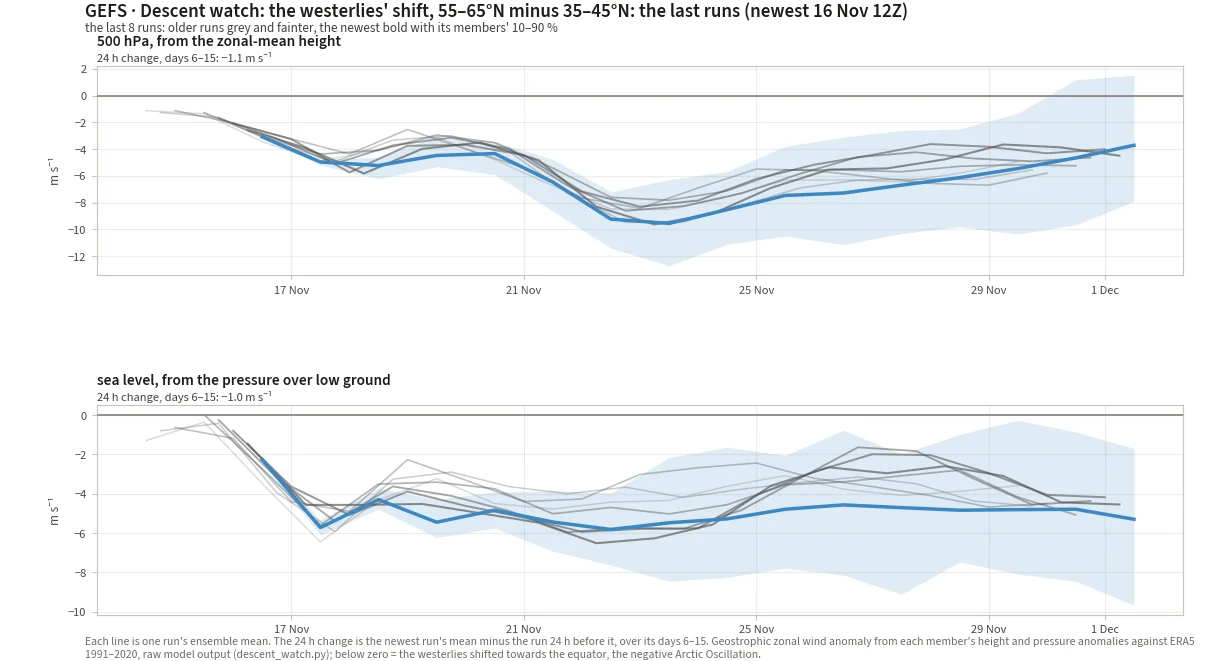 GEFS · Descent watch: the westerlies' shift, 55–65°N minus 35–45°N: the last runs (newest 16 Nov 12Z)
the last 8 runs: older runs grey and fainter, the newest bold with its members' 10–90 %
500 hPa, from the zonal-mean height
24 h change, days 6–15: −1.1 m s⁻¹
2
0
−2
−4
−6
−8
−10
−12
m s⁻¹
17 Nov
21 Nov
25 Nov
29 Nov
1 Dec
sea level, from the pressure over low ground
24 h change, days 6–15: −1.0 m s⁻¹
0
−2
−4
−6
−8
−10
m s⁻¹
17 Nov
21 Nov
25 Nov
29 Nov
1 Dec
Each line is one run's ensemble mean. The 24 h change is the newest run's mean minus the run 24 h before it, over its days 6–15. Geostrophic zonal wind anomaly from each member's height and pressure anomalies against ERA5
1991–2020, raw model output (descent_watch.py); below zero = the westerlies shifted towards the equator, the negative Arctic Oscillation.